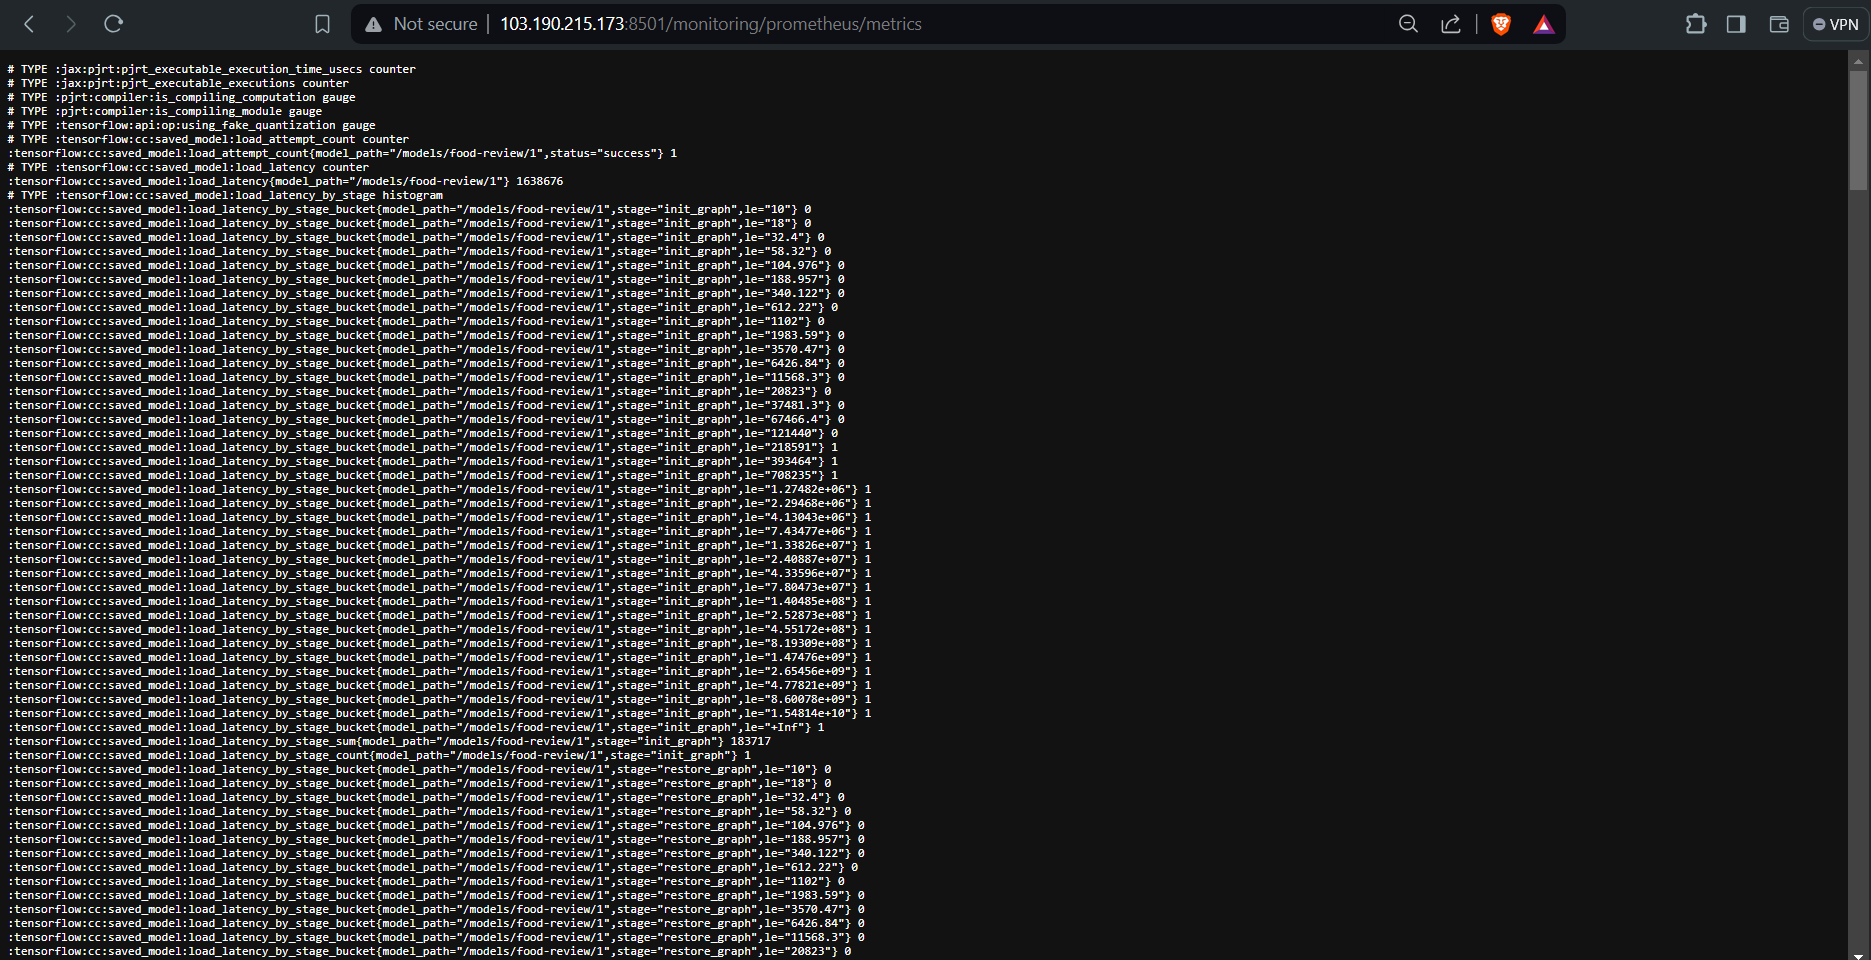 Not secure 103.190.215.173:8501/monitoring/prometheus/metrics VPN
# TYPE :jax:pjrt:pjrt_executable_execution_time_usecs counter
# TYPE :jax:pjrt:pjrt_executable_executions counter
# TYPE :pjrt:compiler:is_compiling_computation gauge
# TYPE :pjrt:compiler:is_compiling_module gauge
# TYPE :tensorflow:api:op:using_fake_quantization gauge
# TYPE :tensorflow:cc:saved_model:load_attempt_count counter
:tensorflow:cc:saved_model:load_attempt_count{model_path="/models/food-review/1",status="success"} 1
# TYPE :tensorflow:cc:saved_model:load_latency counter
:tensorflow:cc:saved_model:load_latency{model_path="/models/food-review/1"} 1638676
# TYPE :tensorflow:cc:saved_model:load_latency_by_stage histogram
:tensorflow:cc:saved_model:load_latency_by_stage_bucket{model_path="/models/food-review/1",stage="init_graph",le="10"} 0
:tensorflow:cc:saved_model:load_latency_by_stage_bucket{model_path="/models/food-review/1",stage="init_graph",le="18"} 0
:tensorflow:cc:saved_model:load_latency_by_stage_bucket{model_path="/models/food-review/1",stage="init_graph",le="32.4"} 0
:tensorflow:cc:saved_model:load_latency_by_stage_bucket{model_path="/models/food-review/1",stage="init_graph",le="58.32"} 0
:tensorflow:cc:saved_model:load_latency_by_stage_bucket{model_path="/models/food-review/1",stage="init_graph",le="104.976"} 0
:tensorflow:cc:saved_model:load_latency_by_stage_bucket{model_path="/models/food-review/1",stage="init_graph",le="188.957"} 0
:tensorflow:cc:saved_model:load_latency_by_stage_bucket{model_path="/models/food-review/1",stage="init_graph",le="340.122"} 0
:tensorflow:cc:saved_model:load_latency_by_stage_bucket{model_path="/models/food-review/1",stage="init_graph",le="612.22"} 0
:tensorflow:cc:saved_model:load_latency_by_stage_bucket{model_path="/models/food-review/1",stage="init_graph",le="1102"} 0
:tensorflow:cc:saved_model:load_latency_by_stage_bucket{model_path="/models/food-review/1",stage="init_graph",le="1983.59"} 0
:tensorflow:cc:saved_model:load_latency_by_stage_bucket{model_path="/models/food-review/1",stage="init_graph",le="3570.47"} 0
:tensorflow:cc:saved_model:load_latency_by_stage_bucket{model_path="/models/food-review/1",stage="init_graph",le="6426.84"} 0
:tensorflow:cc:saved_model:load_latency_by_stage_bucket{model_path="/models/food-review/1",stage="init_graph",le="11568.3"} 0
:tensorflow:cc:saved_model:load_latency_by_stage_bucket{model_path="/models/food-review/1",stage="init_graph",le="20823"} 0
:tensorflow:cc:saved_model:load_latency_by_stage_bucket{model_path="/models/food-review/1",stage="init_graph",le="37481.3"} 0
:tensorflow:cc:saved_model:load_latency_by_stage_bucket{model_path="/models/food-review/1",stage="init_graph",le="67466.4"} 0
:tensorflow:cc:saved_model:load_latency_by_stage_bucket{model_path="/models/food-review/1",stage="init_graph",le="121440"} 0
:tensorflow:cc:saved_model:load_latency_by_stage_bucket{model_path="/models/food-review/1",stage="init_graph",le="218591"} 1
:tensorflow:cc:saved_model:load_latency_by_stage_bucket{model_path="/models/food-review/1",stage="init_graph",le="393464"} 1
:tensorflow:cc:saved_model:load_latency_by_stage_bucket{model_path="/models/food-review/1",stage="init_graph",le="708235"} 1
:tensorflow:cc:saved_model:load_latency_by_stage_bucket{model_path="/models/food-review/1",stage="init_graph",le="1.27482e+06"} 1
:tensorflow:cc:saved_model:load_latency_by_stage_bucket{model_path="/models/food-review/1",stage="init_graph",le="2.29468e+06"} 1
:tensorflow:cc:saved_model:load_latency_by_stage_bucket{model_path="/models/food-review/1",stage="init_graph",le="4.13043e+06"} 1
:tensorflow:cc:saved_model:load_latency_by_stage_bucket{model_path="/models/food-review/1",stage="init_graph",le="7.43477e+06"} 1
:tensorflow:cc:saved_model:load_latency_by_stage_bucket{model_path="/models/food-review/1",stage="init_graph",le="1.33826e+07"} 1
:tensorflow:cc:saved_model:load_latency_by_stage_bucket{model_path="/models/food-review/1",stage="init_graph",le="2.40887e+07"} 1
:tensorflow:cc:saved_model:load_latency_by_stage_bucket{model_path="/models/food-review/1",stage="init_graph",le="4.33596e+07"} 1
:tensorflow:cc:saved_model:load_latency_by_stage_bucket{model_path="/models/food-review/1",stage="init_graph",le="7.80473e+07"} 1
:tensorflow:cc:saved_model:load_latency_by_stage_bucket{model_path="/models/food-review/1",stage="init_graph",le="1.40485e+08"} 1
:tensorflow:cc:saved_model:load_latency_by_stage_bucket{model_path="/models/food-review/1",stage="init_graph",le="2.52873e+08"} 1
:tensorflow:cc:saved_model:load_latency_by_stage_bucket{model_path="/models/food-review/1",stage="init_graph",le="4.55172e+08"} 1
:tensorflow:cc:saved_model:load_latency_by_stage_bucket{model_path="/models/food-review/1",stage="init_graph",le="8.19309e+08"} 1
:tensorflow:cc:saved_model:load_latency_by_stage_bucket{model_path="/models/food-review/1",stage="init_graph",le="1.47476e+09"} 1
:tensorflow:cc:saved_model:load_latency_by_stage_bucket{model_path="/models/food-review/1",stage="init_graph",le="2.65456e+09"} 1
:tensorflow:cc:saved_model:load_latency_by_stage_bucket{model_path="/models/food-review/1",stage="init_graph",le="4.77821e+09"} 1
:tensorflow:cc:saved_model:load_latency_by_stage_bucket{model_path="/models/food-review/1",stage="init_graph",le="8.60078e+09"} 1
:tensorflow:cc:saved_model:load_latency_by_stage_bucket{model_path="/models/food-review/1",stage="init_graph",le="1.54814e+10"} 1
:tensorflow:cc:saved_model:load_latency_by_stage_bucket{model_path="/models/food-review/1",stage="init_graph",le="+Inf"} 1
:tensorflow:cc:saved_model:load_latency_by_stage_sum{model_path="/models/food-review/1",stage="init_graph"} 183717
:tensorflow:cc:saved_model:load_latency_by_stage_count{model_path="/models/food-review/1",stage="init_graph"} 1
:tensorflow:cc:saved_model:load_latency_by_stage_bucket{model_path="/models/food-review/1",stage="restore_graph",le="10"} 0
:tensorflow:cc:saved_model:load_latency_by_stage_bucket{model_path="/models/food-review/1",stage="restore_graph",le="18"} 0
:tensorflow:cc:saved_model:load_latency_by_stage_bucket{model_path="/models/food-review/1",stage="restore_graph",le="32.4"} 0
:tensorflow:cc:saved_model:load_latency_by_stage_bucket{model_path="/models/food-review/1",stage="restore_graph",le="58.32"} 0
:tensorflow:cc:saved_model:load_latency_by_stage_bucket{model_path="/models/food-review/1",stage="restore_graph",le="104.976"} 0
:tensorflow:cc:saved_model:load_latency_by_stage_bucket{model_path="/models/food-review/1",stage="restore_graph",le="188.957"} 0
:tensorflow:cc:saved_model:load_latency_by_stage_bucket{model_path="/models/food-review/1",stage="restore_graph",le="340.122"} 0
:tensorflow:cc:saved_model:load_latency_by_stage_bucket{model_path="/models/food-review/1",stage="restore_graph",le="612.22"} 0
:tensorflow:cc:saved_model:load_latency_by_stage_bucket{model_path="/models/food-review/1",stage="restore_graph",le="1102"} 0
:tensorflow:cc:saved_model:load_latency_by_stage_bucket{model_path="/models/food-review/1",stage="restore_graph",le="1983.59"} 0
:tensorflow:cc:saved_model:load_latency_by_stage_bucket{model_path="/models/food-review/1",stage="restore_graph",le="3570.47"} 0
:tensorflow:cc:saved_model:load_latency_by_stage_bucket{model_path="/models/food-review/1",stage="restore_graph",le="6426.84"} 0
:tensorflow:cc:saved_model:load_latency_by_stage_bucket{model_path="/models/food-review/1",stage="restore_graph",le="11568.3"} 0
:tensorflow:cc:saved_model:load_latency_by_stage_bucket{model_path="/models/food-review/1",stage="restore_graph",le="20823"} 0